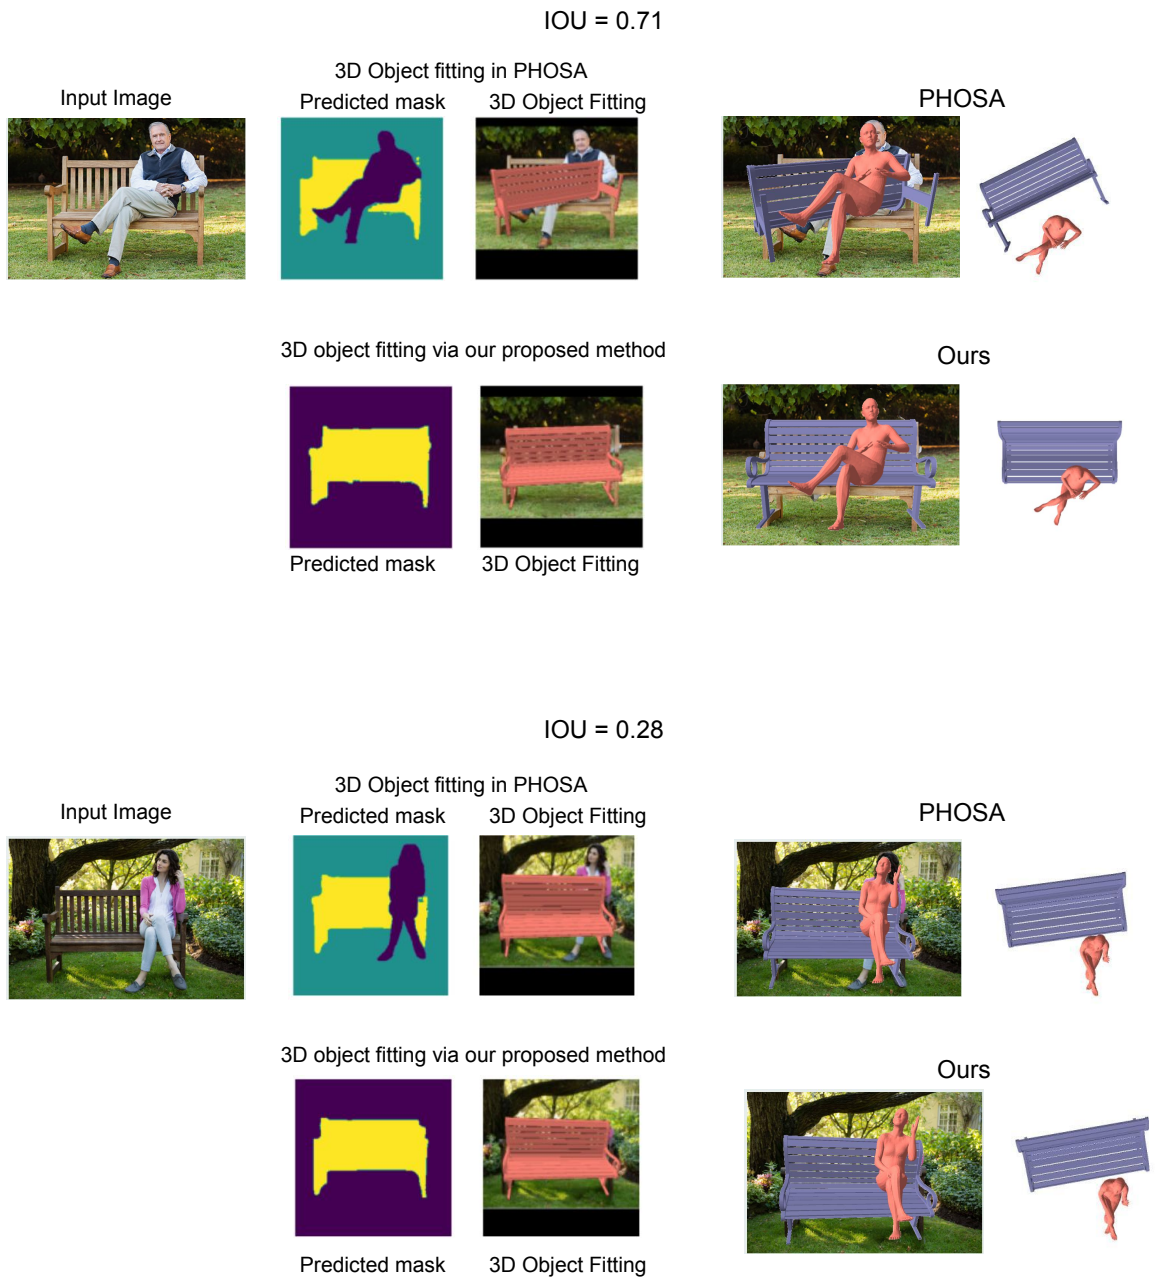 IOU = 0.71
3D Object fitting in PHOSA
Input Image
Predicted mask
3D Object Fitting
PHOSA
3D object fitting via our proposed method
Ours
Predicted mask
3D Object Fitting
IOU = 0.28
3D Object fitting in PHOSA
Input Image
Predicted mask
3D Object Fitting
PHOSA
3D object fitting via our proposed method
Ours
Predicted mask
3D Object Fitting